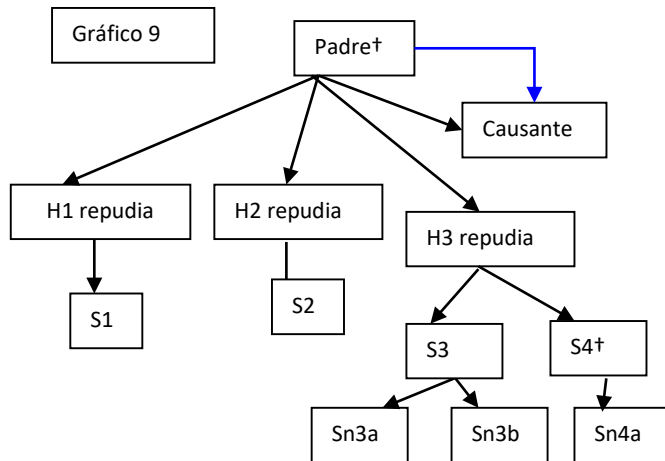 Gráfico 9
Padre†
Causante
H1 repudia
H2 repudia
H3 repudia
S1
S2
S3
S4†
Sn3a
Sn3b
Sn4a